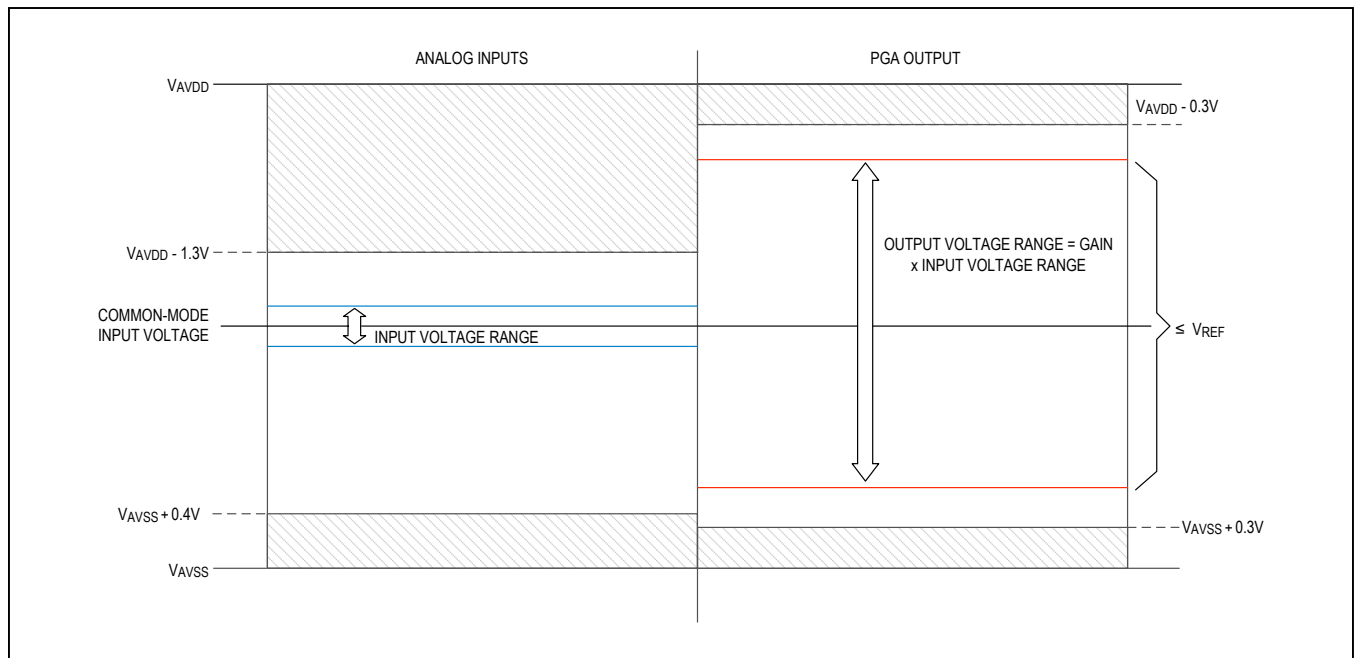 ANALOG INPUTS
PGA OUTPUT
VAVDD
VAVDD - 0.3V
VAVDD - 1.3V
OUTPUT VOLTAGE RANGE = GAIN
x INPUT VOLTAGE RANGE
COMMON-MODE
INPUT VOLTAGE
INPUT VOLTAGE RANGE
≤ VREF
VAVSS + 0.4V
VAVSS + 0.3V
VAVSS